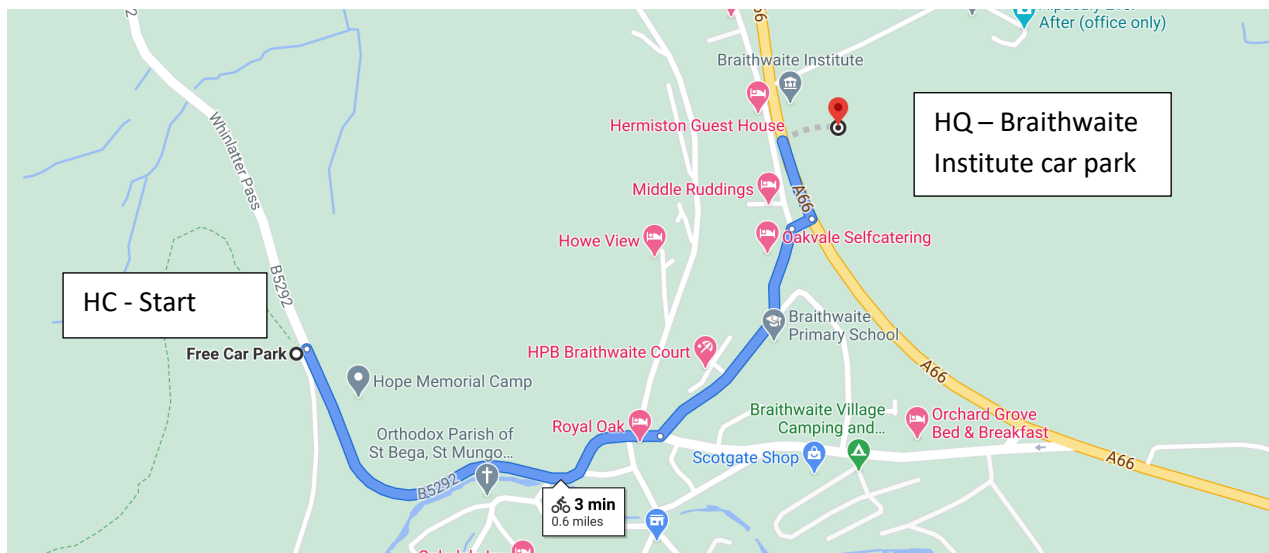 2
A66
After (office only)
Braithwaite Institute
Hermiston Guest House
HQ – Braithwaite
Institute car park
Whinlatter Pass
Middle Ruddings
A66
Howe View
Oakvale Selfcatering
HC - Start
B5292
Braithwaite
Primary School
Free Car Park
HPB Braithwaite Court
A66
Hope Memorial Camp
Royal Oak
Braithwaite Village
Camping and...
Orchard Grove
Bed & Breakfast
Orthodox Parish of
St Bega, St Mungo...
Scotgate Shop
A66
B5292
3 min
0.6 miles